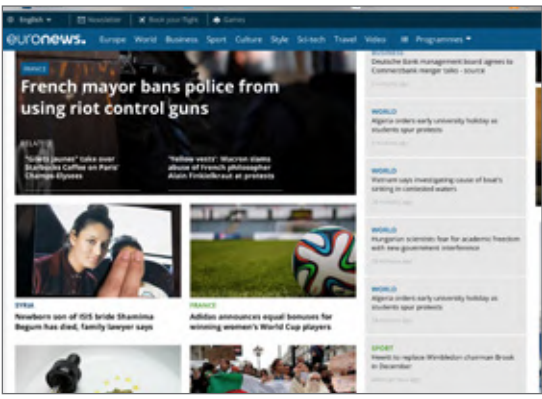 English
Newsletter
Book your flight
Games
euronews.
Europe World Business Sport Culture Style Sci-tech Travel Video Programmes
FRANCE
French mayor bans police from
using riot control guns
RELATED
"Gilets Jaunes" take over
Starbucks Coffee on Paris'
Champs-Elysees
'Yellow vests': Macron slams
abuse of French philosopher
Alain Finkielkraut at protests
SYRIA
Newborn son of ISIS bride Shamima
Begum has died, family lawyer says
FRANCE
Adidas announces equal bonuses for
winning women's World Cup players
BUSINESS
Deutsche Bank management board agrees to
Commerzbank merger talks - source
WORLD
Algeria orders early university holiday as
students spur protests
WORLD
Vietnam says investigating cause of boat's
sinking in contested waters
WORLD
Hungarian scientists fear for academic freedom
with new government interference
WORLD
Algeria orders early university holiday as
students spur protests
SPORT
Hewitt to replace Wimbledon chairman Brook
in December